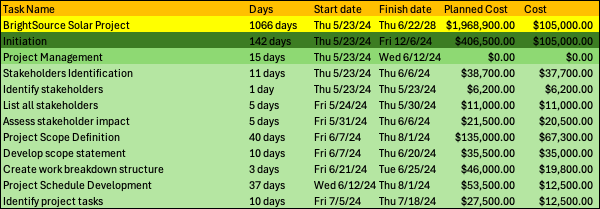 Task Name Days Start date Finish date Planned Cost Cost
BrightSource Solar Project 1066 days Thu 5/23/24 Thu 6/22/28 $1,968,900.00 $105,000.00
Initiation 142 days Thu 5/23/24 Fri 12/6/24 $406,500.00 $105,000.00
Project Management 15 days Thu 5/23/24 Wed 6/12/24 $0.00 $0.00
Stakeholders Identification 11 days Thu 5/23/24 Thu 6/6/24 $38,700.00 $37,700.00
Identify stakeholders 1 day Thu 5/23/24 Thu 5/23/24 $6,200.00 $6,200.00
List all stakeholders 5 days Fri 5/24/24 Thu 5/30/24 $11,000.00 $11,000.00
Assess stakeholder impact 5 days Fri 5/31/24 Thu 6/6/24 $21,500.00 $20,500.00
Project Scope Definition 40 days Fri 6/7/24 Thu 8/1/24 $135,000.00 $67,300.00
Develop scope statement 10 days Fri 6/7/24 Thu 6/20/24 $35,500.00 $35,000.00
Create work breakdown structure 3 days Fri 6/21/24 Tue 6/25/24 $46,000.00 $19,800.00
Project Schedule Development 37 days Wed 6/12/24 Thu 8/1/24 $53,500.00 $12,500.00
Identify project tasks 10 days Fri 7/5/24 Thu 7/18/24 $27,500.00 $12,500.00